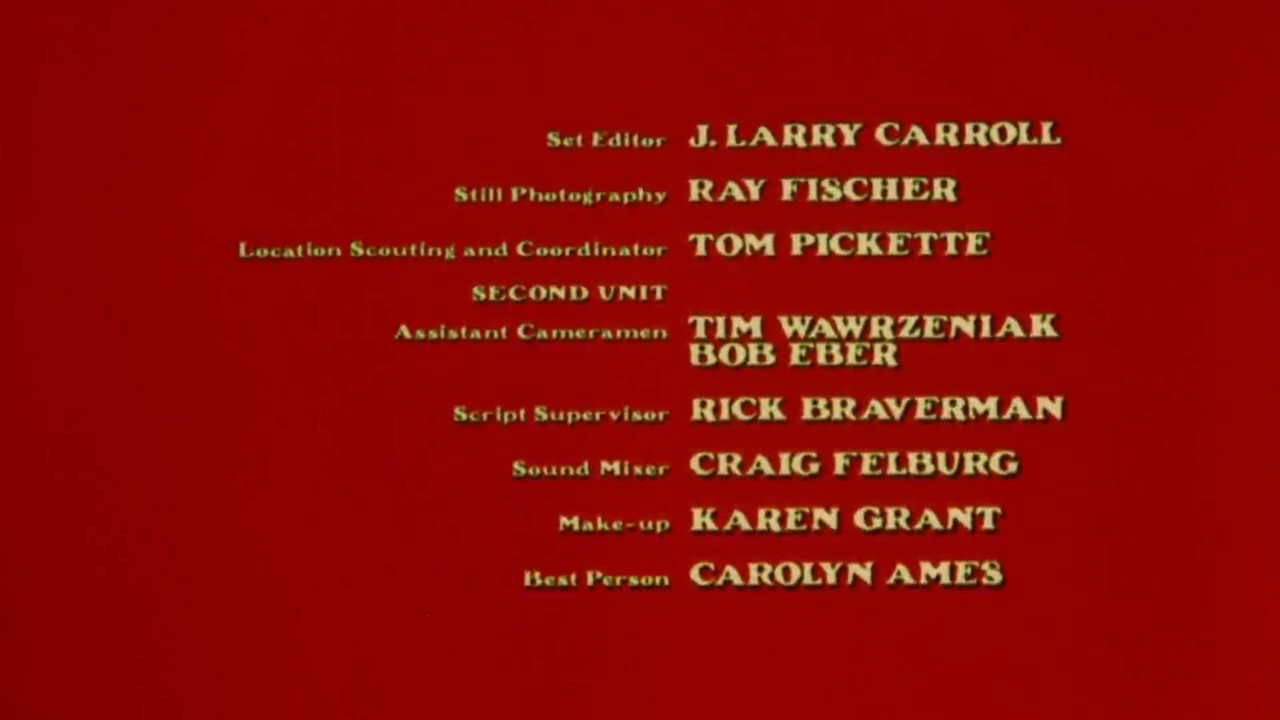 Set Editor J. LARRY CARROLL
Still Photography RAY FISCHER
Location Scouting and Coordinator TOM PICKETTE
SECOND UNIT
Assistant Cameramen TIM WAWRZENIAK
BOB EBER
Script Supervisor RICK BRAVERMAN
Sound Mixer CRAIG FELBURG
Make-up KAREN GRANT
Best Person CAROLYN AMES